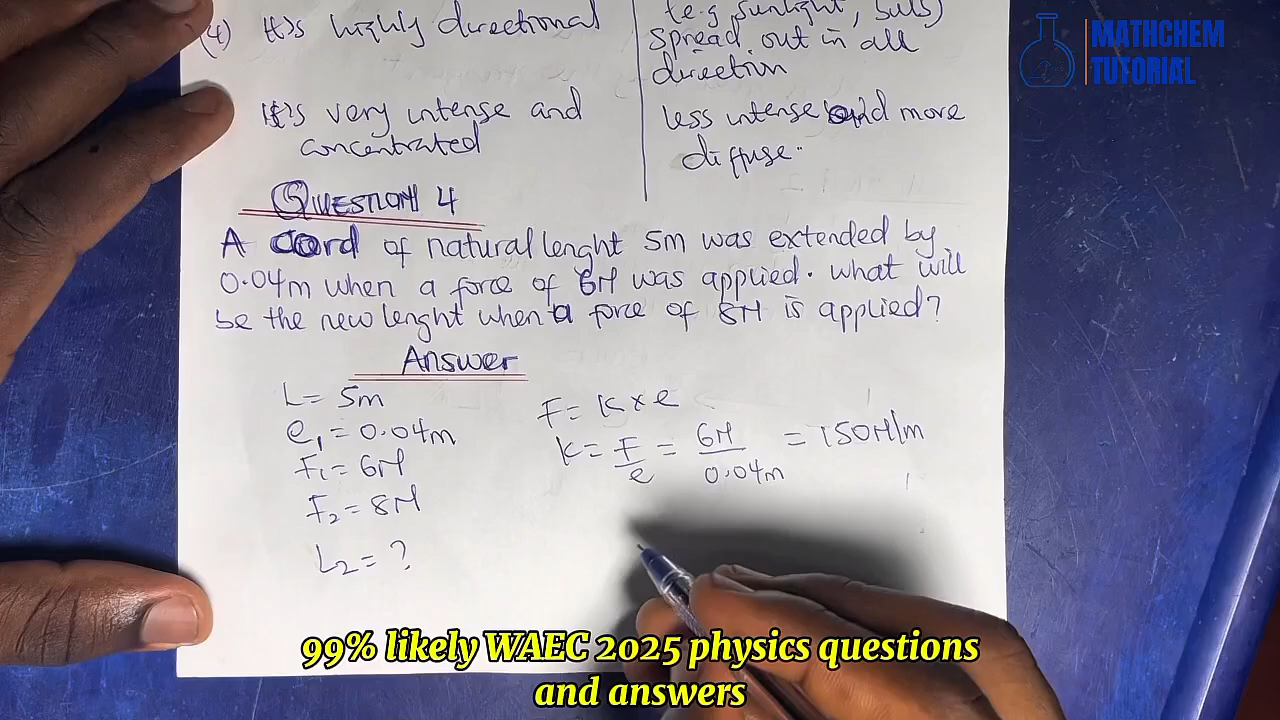 (4) It's highly directional
(e.g sunlight, bulb)
spread out in all
direction
MATHCHEM
TUTORIAL
It's very intense and
concentrated
less intense and more
diffuse.
QUESTION 4
A cord of natural lenght 5m was extended by
0.04m when a force of 6N was applied. what will
be the new lenght when a force of 8N is applied?
Answer
L = 5m
e₁ = 0.04m
F₁ = 6N
F₂ = 8N
L₂ = ?
F = K x e
K = F/e = 6N/0.04m = 150N/m
99% likely WAEC 2025 physics questions
and answers